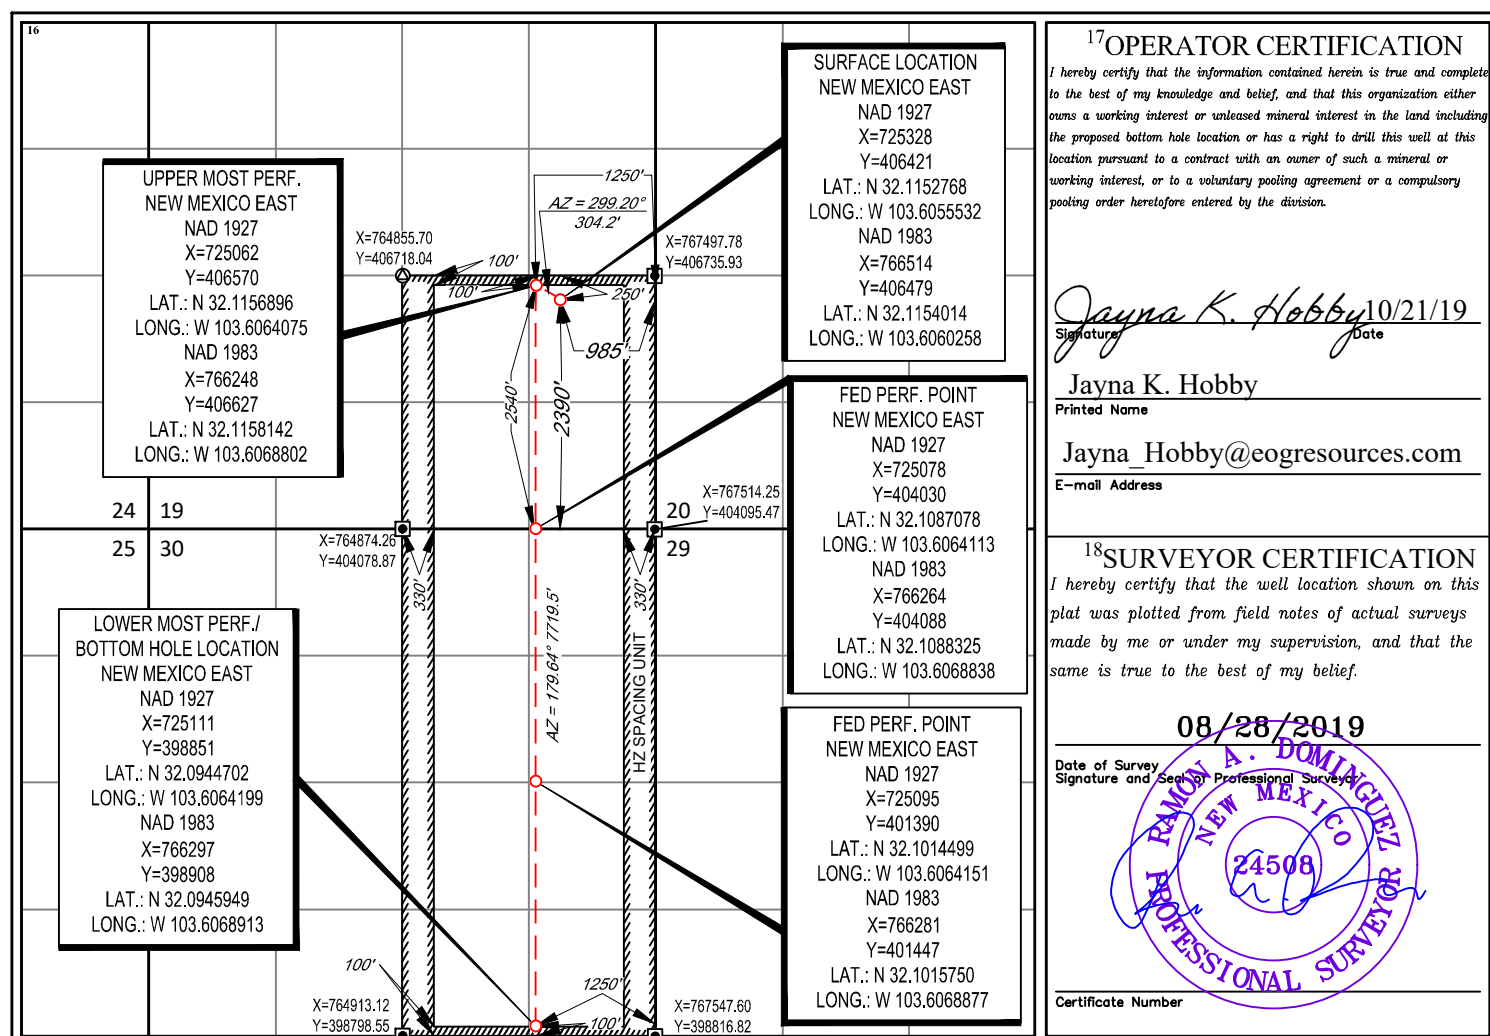 16
SURFACE LOCATION
NEW MEXICO EAST
NAD 1927
X=725328
Y=406421
LAT.: N 32.1152768
LONG.: W 103.6055532
NAD 1983
X=766514
Y=406479
LAT.: N 32.1154014
LONG.: W 103.6060258
UPPER MOST PERF.
NEW MEXICO EAST
NAD 1927
X=725062
Y=406570
LAT.: N 32.1156896
LONG.: W 103.6064075
NAD 1983
X=766248
Y=406627
LAT.: N 32.1158142
LONG.: W 103.6068802
1250'
AZ = 299.20°
304.2'
X=764855.70
Y=406718.04
X=767497.78
Y=406735.93
100'
100'
250'
985'
2540'
2390'
FED PERF. POINT
NEW MEXICO EAST
NAD 1927
X=725078
Y=404030
LAT.: N 32.1087078
LONG.: W 103.6064113
NAD 1983
X=766264
Y=404088
LAT.: N 32.1088325
LONG.: W 103.6068838
24 19
25 30
20
29
X=767514.25
Y=404095.47
X=764874.26
Y=404078.87
330'
330'
AZ = 179.64° 7719.5'
HZ SPACING UNIT
LOWER MOST PERF./
BOTTOM HOLE LOCATION
NEW MEXICO EAST
NAD 1927
X=725111
Y=398851
LAT.: N 32.0944702
LONG.: W 103.6064199
NAD 1983
X=766297
Y=398908
LAT.: N 32.0945949
LONG.: W 103.6068913
FED PERF. POINT
NEW MEXICO EAST
NAD 1927
X=725095
Y=401390
LAT.: N 32.1014499
LONG.: W 103.6064151
NAD 1983
X=766281
Y=401447
LAT.: N 32.1015750
LONG.: W 103.6068877
100'
1250'
100'
X=764913.12
Y=398798.55
X=767547.60
Y=398816.82
17 OPERATOR CERTIFICATION
I hereby certify that the information contained herein is true and complete
to the best of my knowledge and belief, and that this organization either
owns a working interest or unleased mineral interest in the land including
the proposed bottom hole location or has a right to drill this well at this
location pursuant to a contract with an owner of such a mineral or
working interest, or to a voluntary pooling agreement or a compulsory
pooling order heretofore entered by the division.
Jayna K. Hobby 10/21/19
Signature Date
Jayna K. Hobby
Printed Name
Jayna_Hobby@eogresources.com
E-mail Address
18 SURVEYOR CERTIFICATION
I hereby certify that the well location shown on this
plat was plotted from field notes of actual surveys
made by me or under my supervision, and that the
same is true to the best of my belief.
08/28/2019
Date of Survey
Signature and Seal of Professional Surveyor
RAMON A. DOMINGUEZ
NEW MEXICO
24508
PROFESSIONAL SURVEYOR
Certificate Number